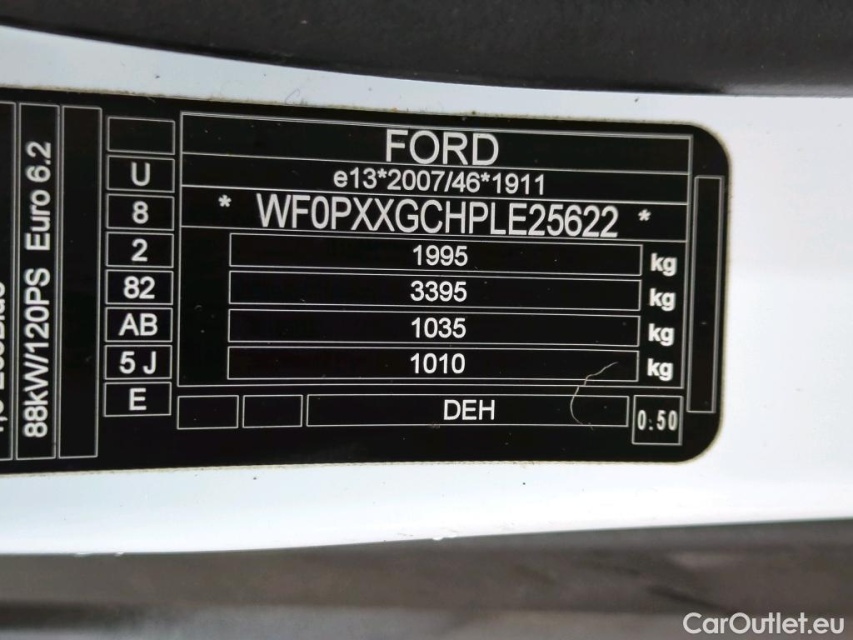 FORD
e13*2007/46*1911
* WF0PXXGCHPLE25622 *
1995 kg
3395 kg
1035 kg
1010 kg
DEH
0.50
U
8
2
82
AB
5 J
E
88kW/120PS Euro 6.2
CarOutlet.eu